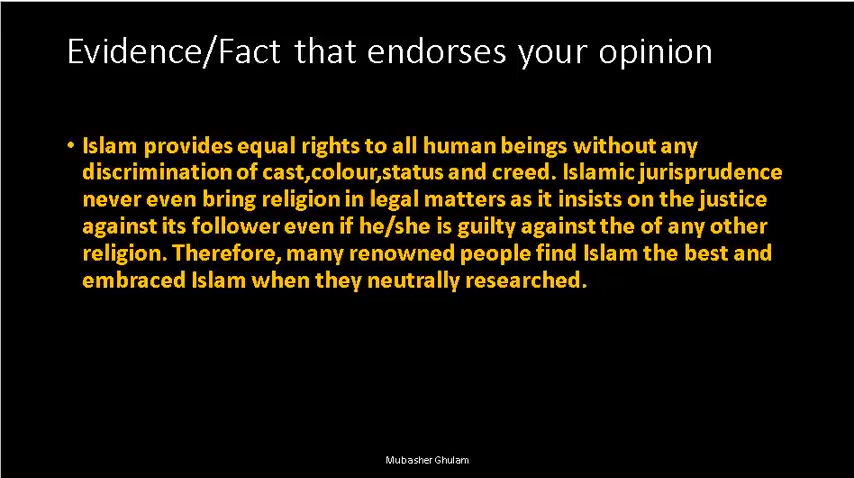 Evidence/Fact that endorses your opinion
• Islam provides equal rights to all human beings without any
discrimination of cast,colour,status and creed. Islamic jurisprudence
never even bring religion in legal matters as it insists on the justice
against its follower even if he/she is guilty against the of any other
religion. Therefore, many renowned people find Islam the best and
embraced Islam when they neutrally researched.
Mubasher Ghulam